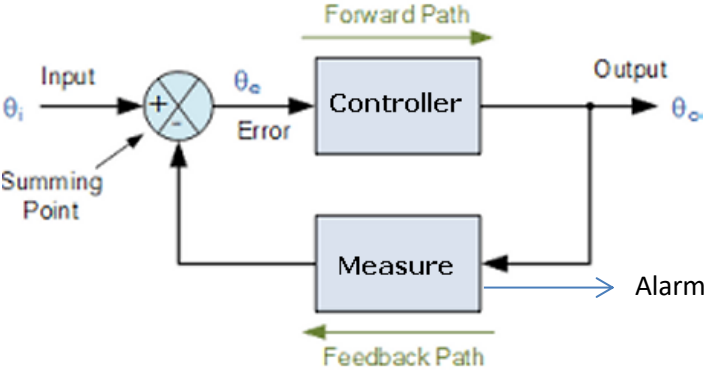 Forward Path
Input
θi
+
-
θe
Error
Controller
Output
θo
Summing
Point
Measure
Alarm
Feedback Path